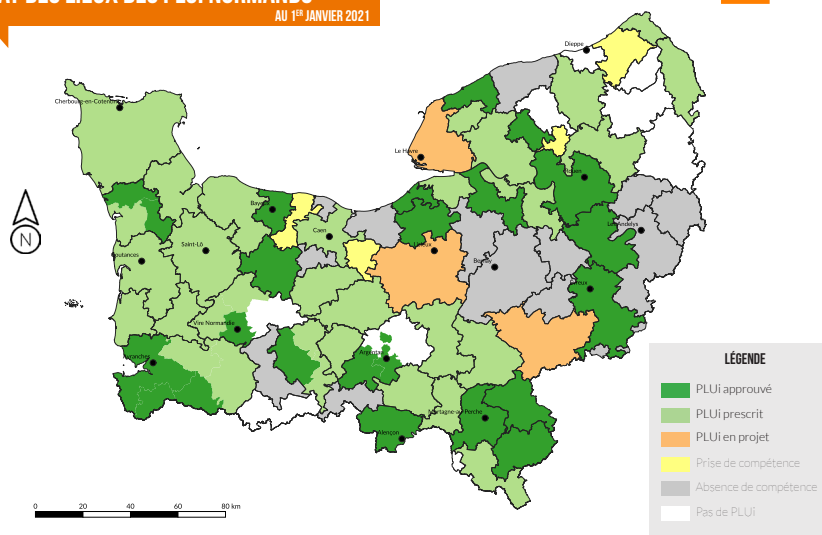 AU 1ER JANVIER 2021
Dieppe
Cherbourg-en-Cotentin
Le Havre
Rouen
Bayeux
Les Andelys
Caen
Saint-Lô
Lisieux
Coutances
Bernay
Evreux
Vire Normandie
Avranches
Argentan
Mortagne-au-Perche
Alençon
N
LÉGENDE
PLUi approuvé
PLUi prescrit
PLUi en projet
Prise de compétence
Absence de compétence
Pas de PLUi
0 20 40 60 80 km